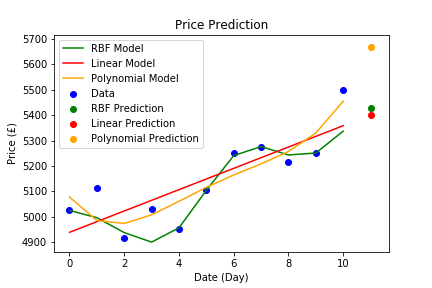 Price Prediction
5700
5600
5500
5400
5300
5200
5100
5000
4900
Price (£)
RBF Model
Linear Model
Polynomial Model
Data
RBF Prediction
Linear Prediction
Polynomial Prediction
0 2 4 6 8 10
Date (Day)